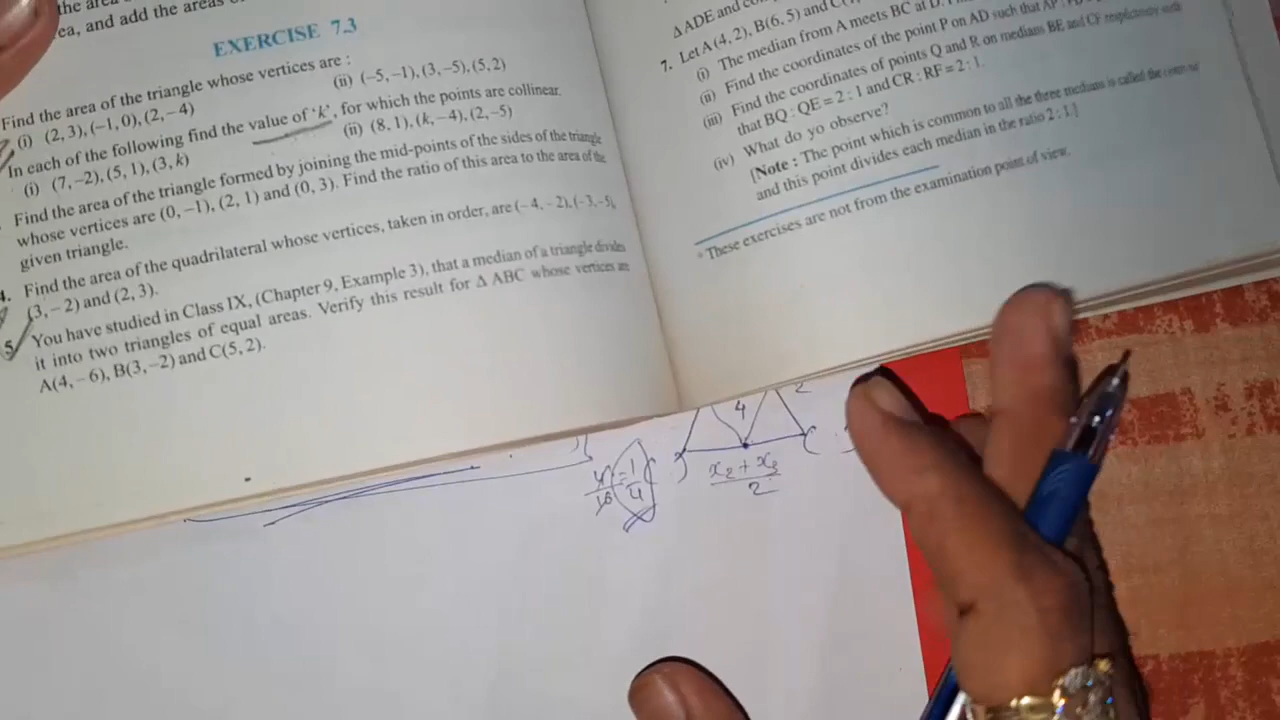 the area
ea, and add the areas
EXERCISE 7.3
Find the area of the triangle whose vertices are :
(i) (2, 3), (–1, 0), (2, –4)
(ii) (–5, –1), (3, –5), (5, 2)
In each of the following find the value of ‘k’, for which the points are collinear.
(i) (7, –2), (5, 1), (3, k)
(ii) (8, 1), (k, –4), (2, –5)
Find the area of the triangle formed by joining the mid-points of the sides of the triangle
whose vertices are (0, –1), (2, 1) and (0, 3). Find the ratio of this area to the area of the
given triangle.
4. Find the area of the quadrilateral whose vertices, taken in order, are (– 4, – 2), (–3, –5),
(3, – 2) and (2, 3).
5. You have studied in Class IX, (Chapter 9, Example 3), that a median of a triangle divides
it into two triangles of equal areas. Verify this result for Δ ABC whose vertices are
A(4, – 6), B(3, –2) and C(5, 2).
Δ ADE and
7. Let A (4, 2), B(6, 5) and
(i) The median from A meets BC at D.
(ii) Find the coordinates of the point P on AD such that AP :
(iii) Find the coordinates of points Q and R on medians BE and CF respectively such
that BQ : QE = 2 : 1 and CR : RF = 2 : 1.
(iv) What do yo observe?
[Note : The point which is common to all the three medians is called the
and this point divides each median in the ratio 2 : 1.]
* These exercises are not from the examination point of view.
4
2
x₂ + x₃
2
= 1
4